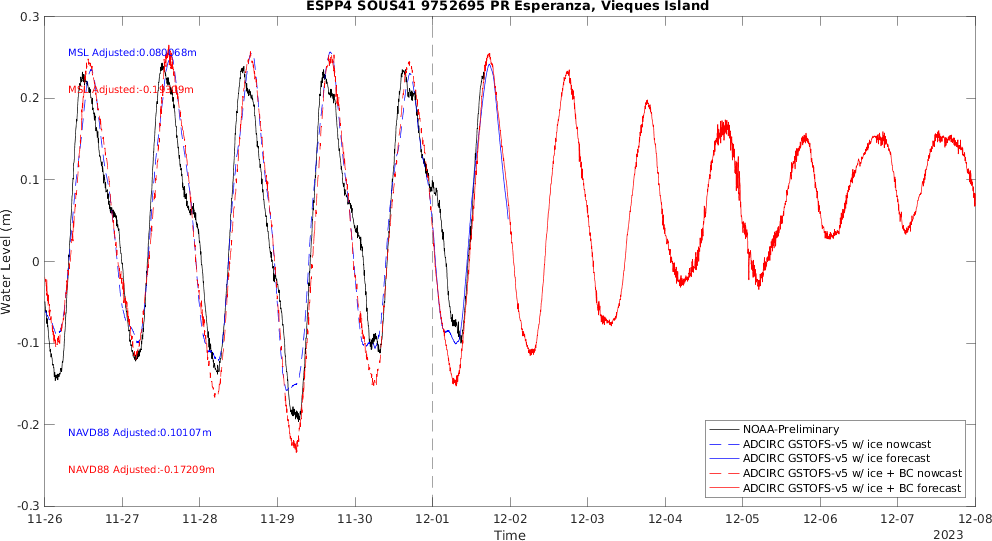 ESPP4 SOUS41 9752695 PR Esperanza, Vieques Island
0.3
0.2
0.1
0
-0.1
-0.2
-0.3
Water Level (m)
MSL Adjusted:0.080968m
MSL
NAVD88 Adjusted:0.10107m
NAVD88 Adjusted:-0.17209m
NOAA-Preliminary
ADCIRC GSTOFS-v5 w/ ice nowcast
ADCIRC GSTOFS-v5 w/ ice forecast
ADCIRC GSTOFS-v5 w/ ice + BC nowcast
ADCIRC GSTOFS-v5 w/ ice + BC forecast
11-26 11-27 11-28 11-29 11-30 12-01 12-02 12-03 12-04 12-05 12-06 12-07 12-08
Time
2023